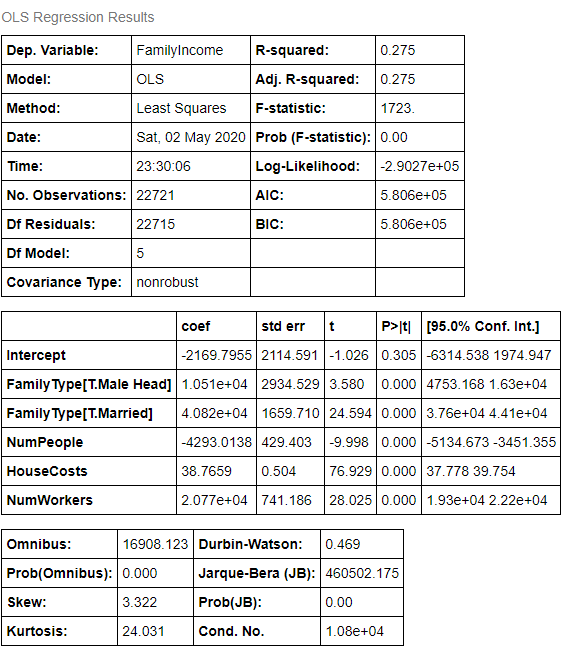 OLS Regression Results
Dep. Variable: FamilyIncome R-squared: 0.275
Model: OLS Adj. R-squared: 0.275
Method: Least Squares F-statistic: 1723.
Date: Sat, 02 May 2020 Prob (F-statistic): 0.00
Time: 23:30:06 Log-Likelihood: -2.9027e+05
No. Observations: 22721 AIC: 5.806e+05
Df Residuals: 22715 BIC: 5.806e+05
Df Model: 5
Covariance Type: nonrobust
coef std err t P>|t| [95.0% Conf. Int.]
Intercept -2169.7955 2114.591 -1.026 0.305 -6314.538 1974.947
FamilyType[T.Male Head] 1.051e+04 2934.529 3.580 0.000 4753.168 1.63e+04
FamilyType[T.Married] 4.082e+04 1659.710 24.594 0.000 3.76e+04 4.41e+04
NumPeople -4293.0138 429.403 -9.998 0.000 -5134.673 -3451.355
HouseCosts 38.7659 0.504 76.929 0.000 37.778 39.754
NumWorkers 2.077e+04 741.186 28.025 0.000 1.93e+04 2.22e+04
Omnibus: 16908.123 Durbin-Watson: 0.469
Prob(Omnibus): 0.000 Jarque-Bera (JB): 460502.175
Skew: 3.322 Prob(JB): 0.00
Kurtosis: 24.031 Cond. No. 1.08e+04